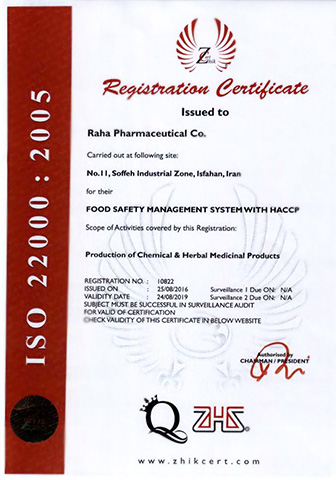 Zhik
Cert
Registration Certificate
Issued to
Raha Pharmaceutical Co.
Carried out at following site:
No.11, Soffeh Industrial Zone, Isfahan, Iran
for their
FOOD SAFETY MANAGEMENT SYSTEM WITH HACCP
Scope of Activities covered by this Registration:
Production of Chemical & Herbal Medicinal Products
REGISTRATION NO. : 10822
ISSUED ON : 25/08/2016 Surveillance 1 Due ON: N/A
VALIDITY DATE : 24/08/2019 Surveillance 2 Due ON: N/A
SUBJECT MUST BE SUCCESSFUL IN SURVEILLANCE AUDIT
FOR VALID OF CERTIFICATION
CHECK VALIDITY OF THIS CERTIFICATE IN BELOW WEBSITE
Authorised by
CHAIRMAN / PRESIDENT
Q ZHC
www.zhikcert.com
ISO 22000 : 2005